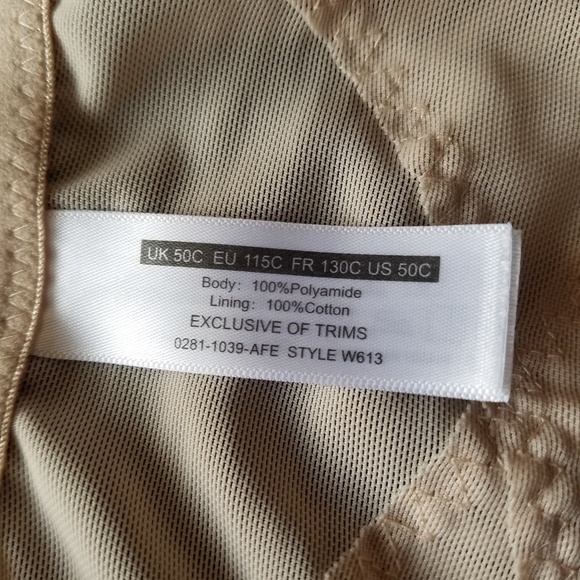 UK 50C EU 115C FR 130C US 50C
Body: 100%Polyamide
Lining: 100%Cotton
EXCLUSIVE OF TRIMS
0281-1039-AFE STYLE W613